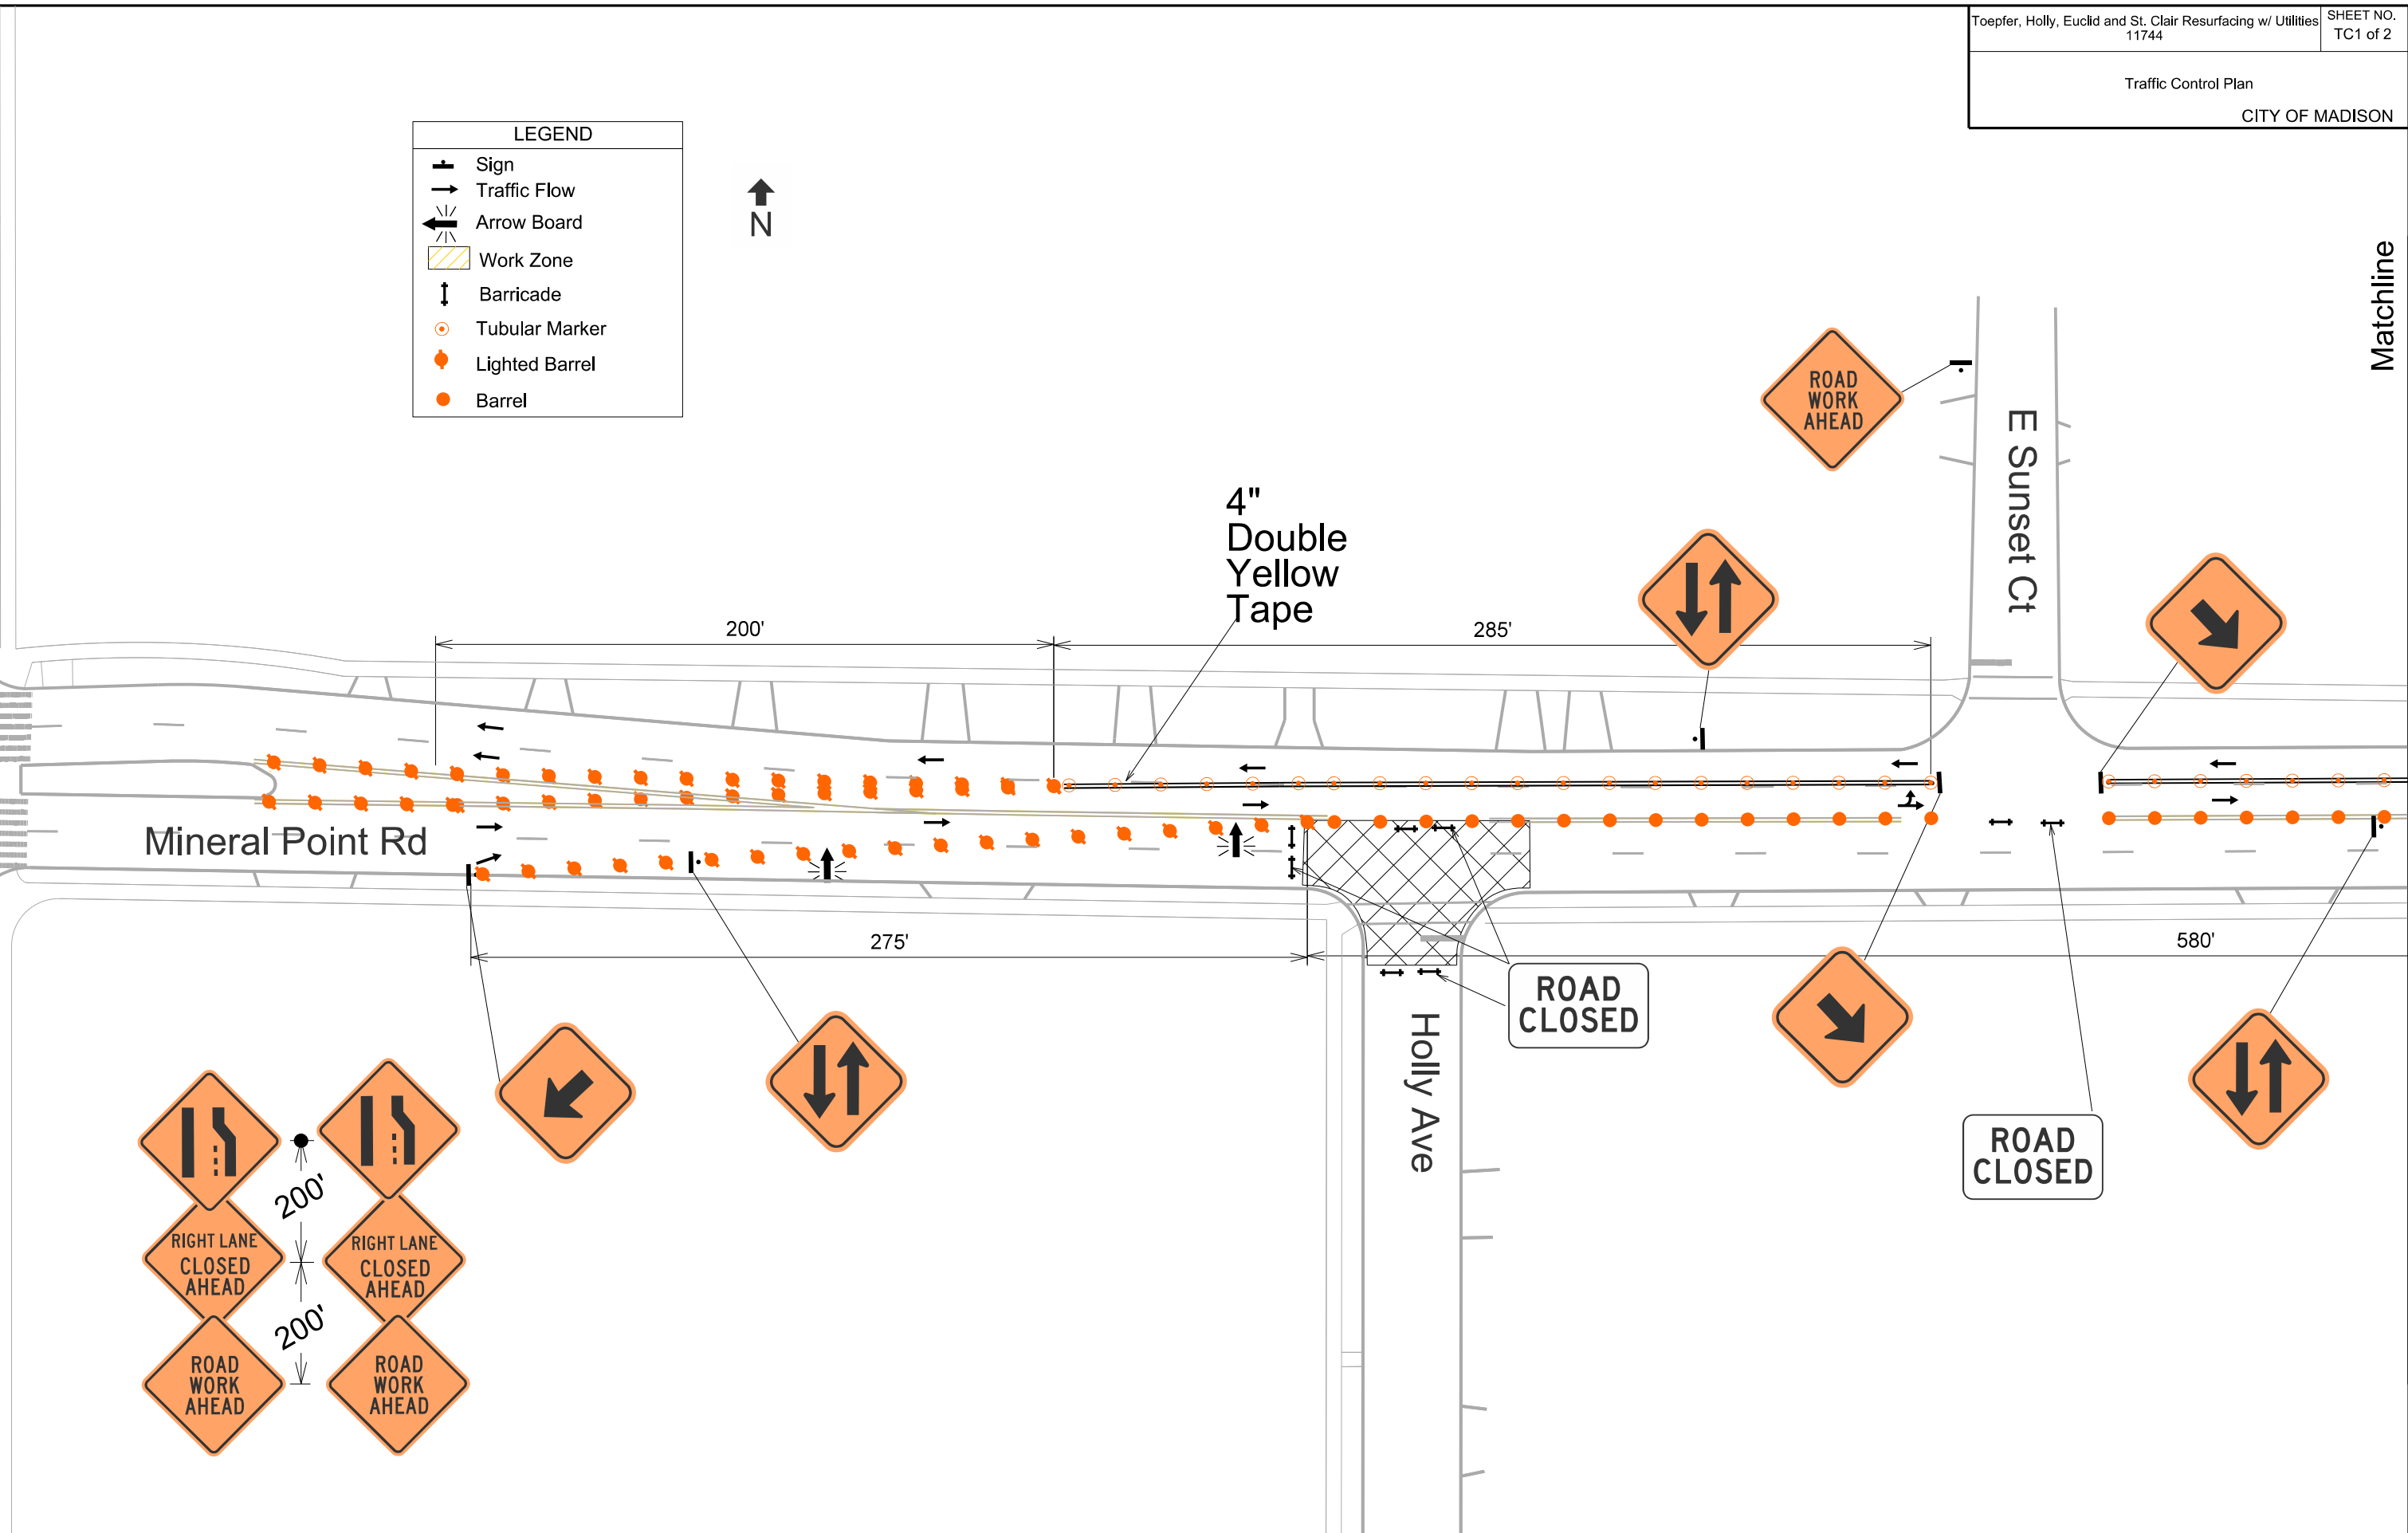 Toepfer, Holly, Euclid and St. Clair Resurfacing w/ Utilities
11744
SHEET NO.
TC1 of 2
Traffic Control Plan
CITY OF MADISON
LEGEND
Sign
Traffic Flow
Arrow Board
Work Zone
Barricade
Tubular Marker
Lighted Barrel
Barrel
N
Matchline
ROAD
WORK
AHEAD
E Sunset Ct
4"
Double
Yellow
Tape
200'
285'
Mineral Point Rd
275'
580'
ROAD
CLOSED
Holly Ave
ROAD
CLOSED
200'
RIGHT LANE
CLOSED
AHEAD
RIGHT LANE
CLOSED
AHEAD
200'
ROAD
WORK
AHEAD
ROAD
WORK
AHEAD